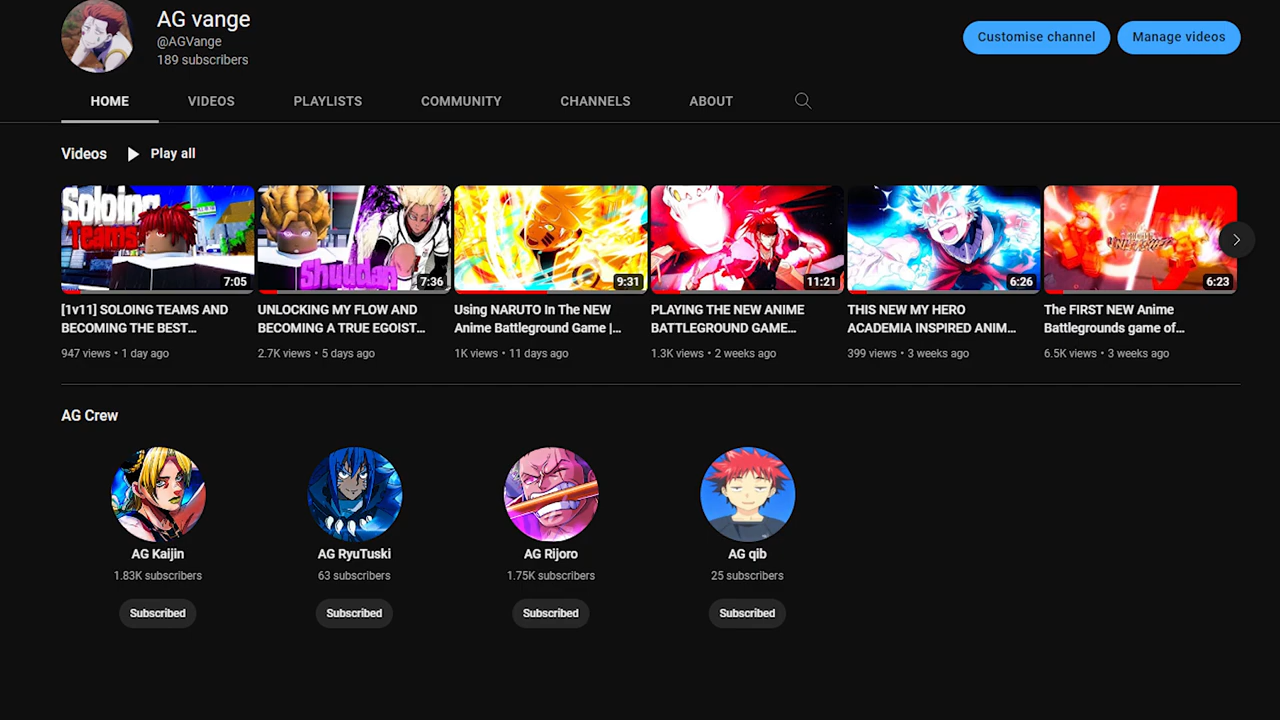 AG vange
@AGVange
189 subscribers
Customise channel
Manage videos
HOME
VIDEOS
PLAYLISTS
COMMUNITY
CHANNELS
ABOUT
Videos
Play all
Soloing
Teams
7:05
Shuudan
7:36
9:31
11:21
6:26
6:23
[1v11] SOLOING TEAMS AND
BECOMING THE BEST…
947 views • 1 day ago
UNLOCKING MY FLOW AND
BECOMING A TRUE EGOIST…
2.7K views • 5 days ago
Using NARUTO In The NEW
Anime Battleground Game |…
1K views • 11 days ago
PLAYING THE NEW ANIME
BATTLEGROUND GAME…
1.3K views • 2 weeks ago
THIS NEW MY HERO
ACADEMIA INSPIRED ANIM…
399 views • 3 weeks ago
The FIRST NEW Anime
Battlegrounds game of…
6.5K views • 3 weeks ago
AG Crew
AG Kaijin
1.83K subscribers
Subscribed
AG RyuTuski
63 subscribers
Subscribed
AG Rijoro
1.75K subscribers
Subscribed
AG qib
25 subscribers
Subscribed